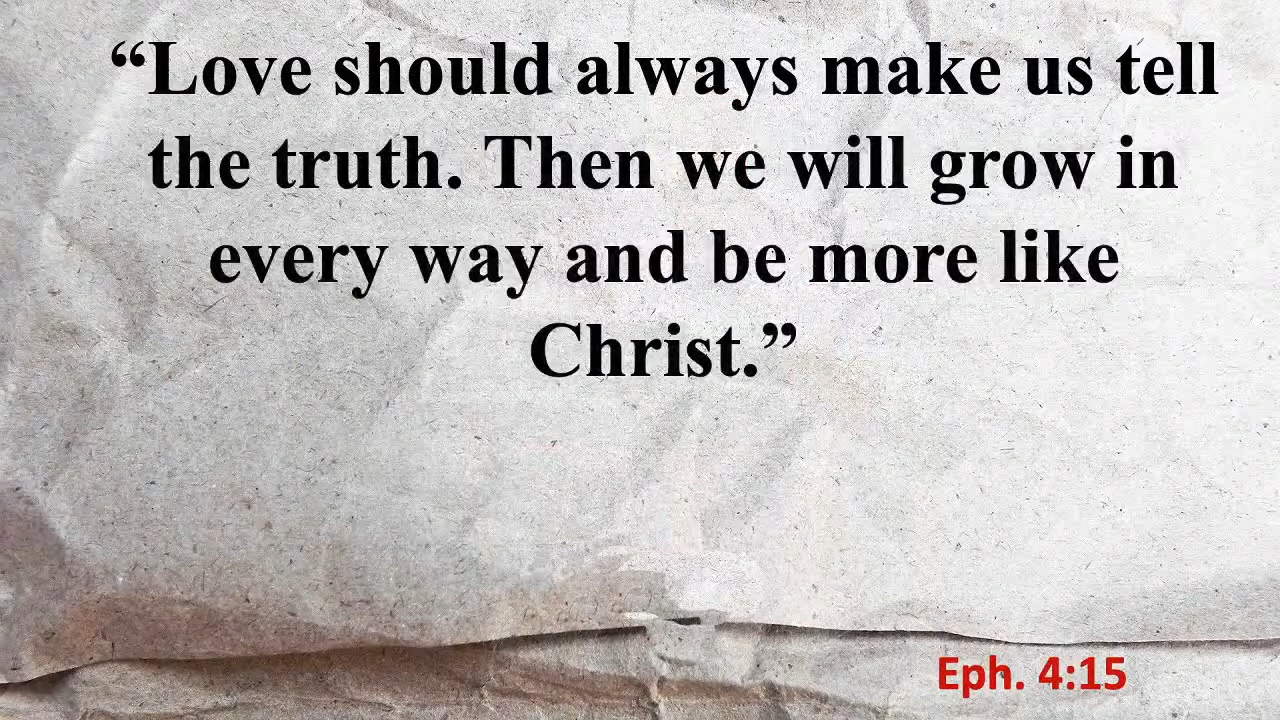 “Love should always make us tell
the truth. Then we will grow in
every way and be more like
Christ.”
Eph. 4:15